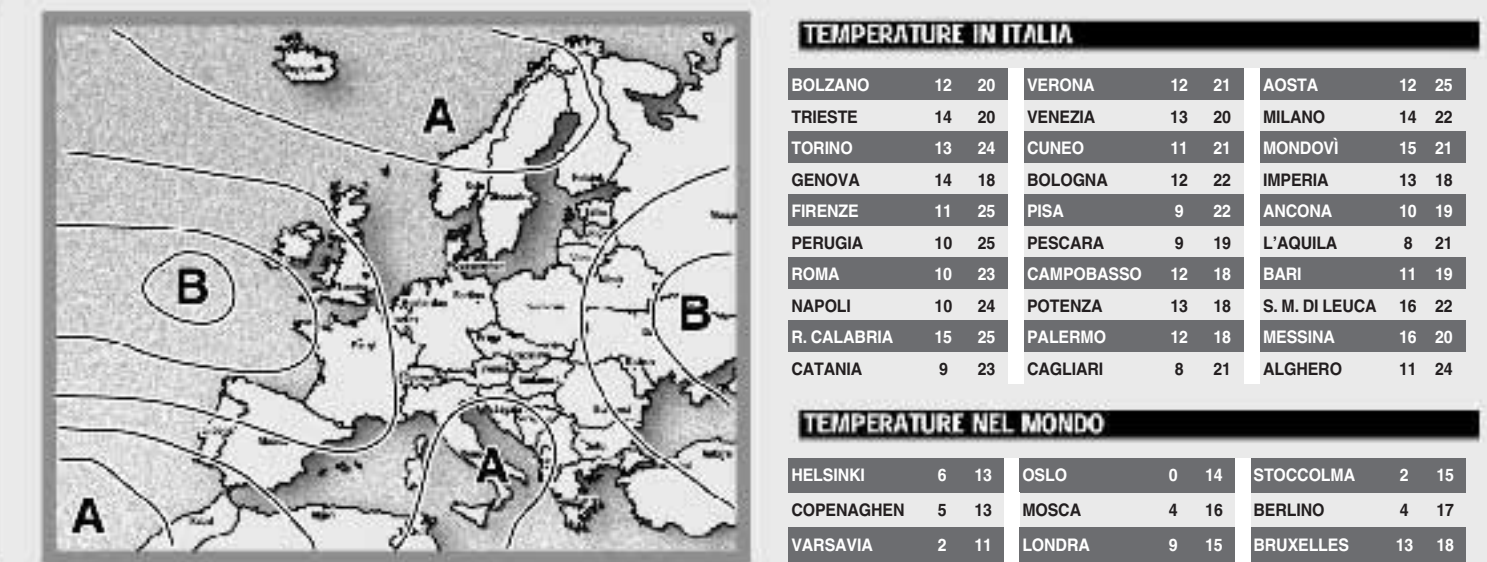 A
B
B
A
A
TEMPERATURE IN ITALIA
BOLZANO 12 20 VERONA 12 21 AOSTA 12 25
TRIESTE 14 20 VENEZIA 13 20 MILANO 14 22
TORINO 13 24 CUNEO 11 21 MONDOVÌ 15 21
GENOVA 14 18 BOLOGNA 12 22 IMPERIA 13 18
FIRENZE 11 25 PISA 9 22 ANCONA 10 19
PERUGIA 10 25 PESCARA 9 19 L'AQUILA 8 21
ROMA 10 23 CAMPOBASSO 12 18 BARI 11 19
NAPOLI 10 24 POTENZA 13 18 S. M. DI LEUCA 16 22
R. CALABRIA 15 25 PALERMO 12 18 MESSINA 16 20
CATANIA 9 23 CAGLIARI 8 21 ALGHERO 11 24
TEMPERATURE NEL MONDO
HELSINKI 6 13 OSLO 0 14 STOCCOLMA 2 15
COPENAGHEN 5 13 MOSCA 4 16 BERLINO 4 17
VARSAVIA 2 11 LONDRA 9 15 BRUXELLES 13 18